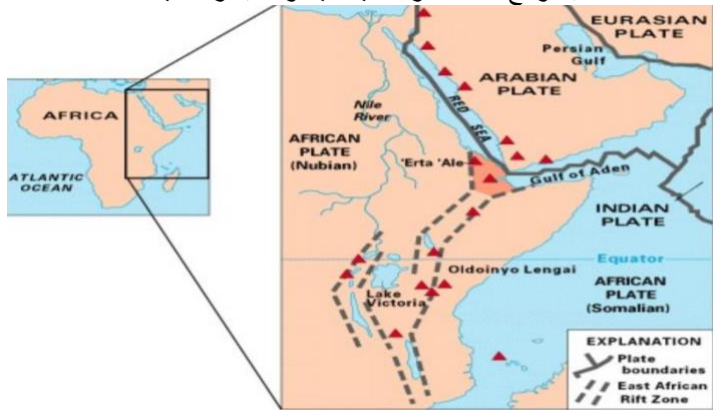 AFRICA
ATLANTIC
OCEAN
EURASIAN
PLATE
Persian
Gulf
ARABIAN
PLATE
Nile
River
RED SEA
AFRICAN
PLATE
(Nubian)
'Erta 'Ale
Gulf of Aden
INDIAN
PLATE
Equator
Oldoinyo Lengai
Lake
Victoria
AFRICAN
PLATE
(Somalian)
EXPLANATION
Plate
boundaries
East African
Rift Zone